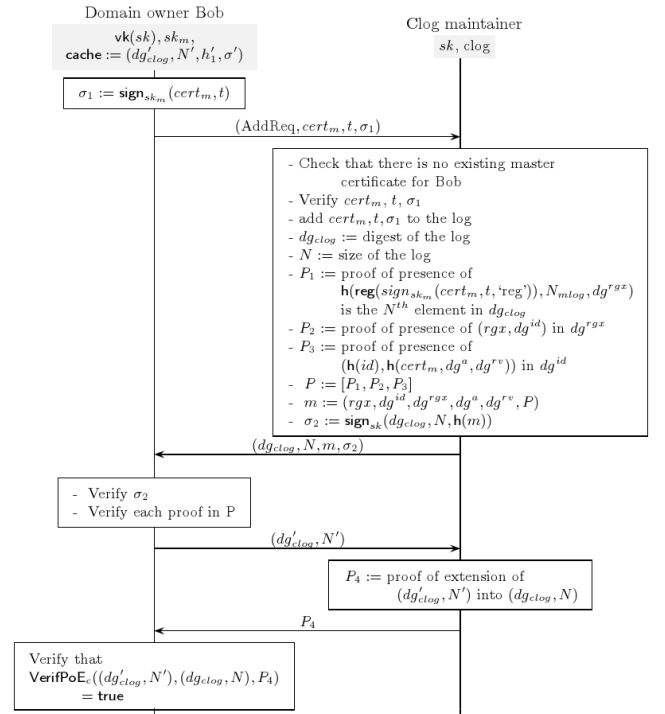 Domain owner Bob
vk(sk), sk_m,
cache := (dg'_clog, N', h'_1, σ')
Clog maintainer
sk, clog
σ_1 := sign_sk_m(cert_m, t)
(AddReq, cert_m, t, σ_1)
- Check that there is no existing master
certificate for Bob
- Verify cert_m, t, σ_1
- add cert_m, t, σ_1 to the log
- dg_clog := digest of the log
- N := size of the log
- P_1 := proof of presence of
h(reg(sign_sk_m(cert_m, t, ‘reg’)), N_mlog, dg^rgx)
is the N^th element in dg_clog
- P_2 := proof of presence of (rgx, dg^id) in dg^rgx
- P_3 := proof of presence of
(h(id), h(cert_m, dg^a, dg^rv)) in dg^id
- P := [P_1, P_2, P_3]
- m := (rgx, dg^id, dg^rgx, dg^a, dg^rv, P)
- σ_2 := sign_sk(dg_clog, N, h(m))
(dg_clog, N, m, σ_2)
- Verify σ_2
- Verify each proof in P
(dg'_clog, N')
P_4 := proof of extension of
(dg'_clog, N') into (dg_clog, N)
P_4
Verify that
VerifPoE_c((dg'_clog, N'), (dg_clog, N), P_4)
= true